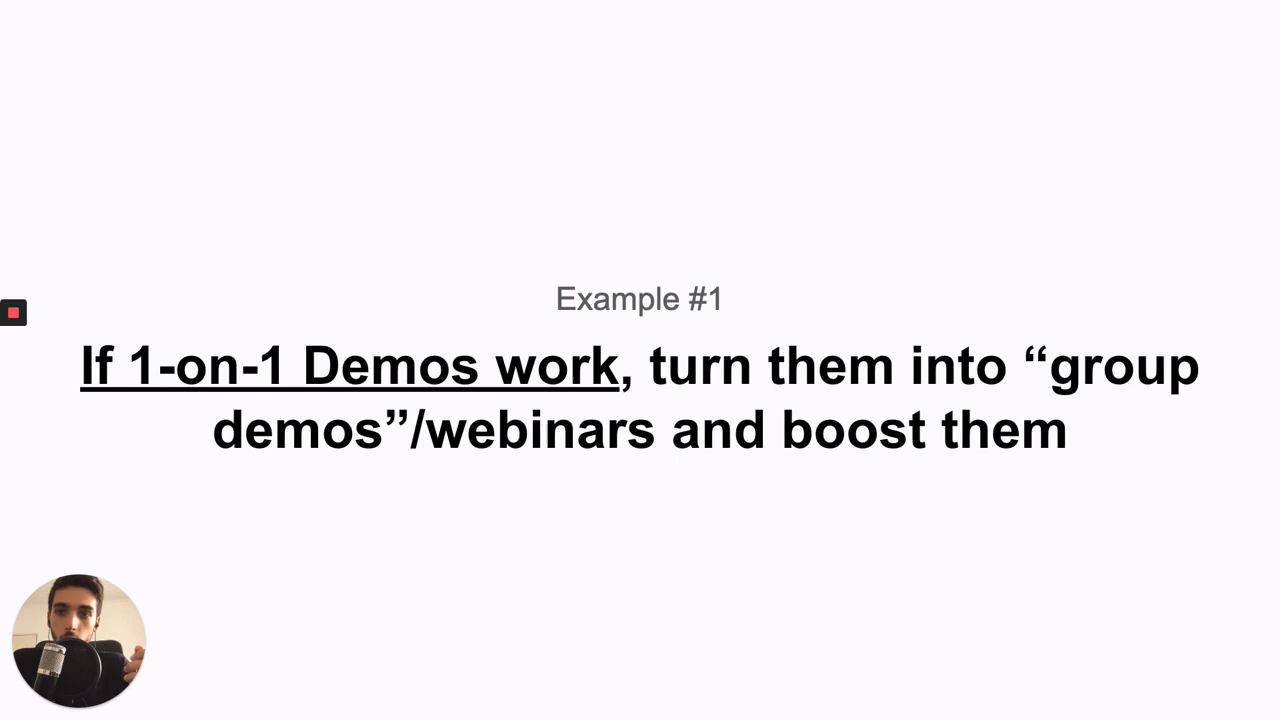 Example #1
If 1-on-1 Demos work, turn them into “group
demos”/webinars and boost them